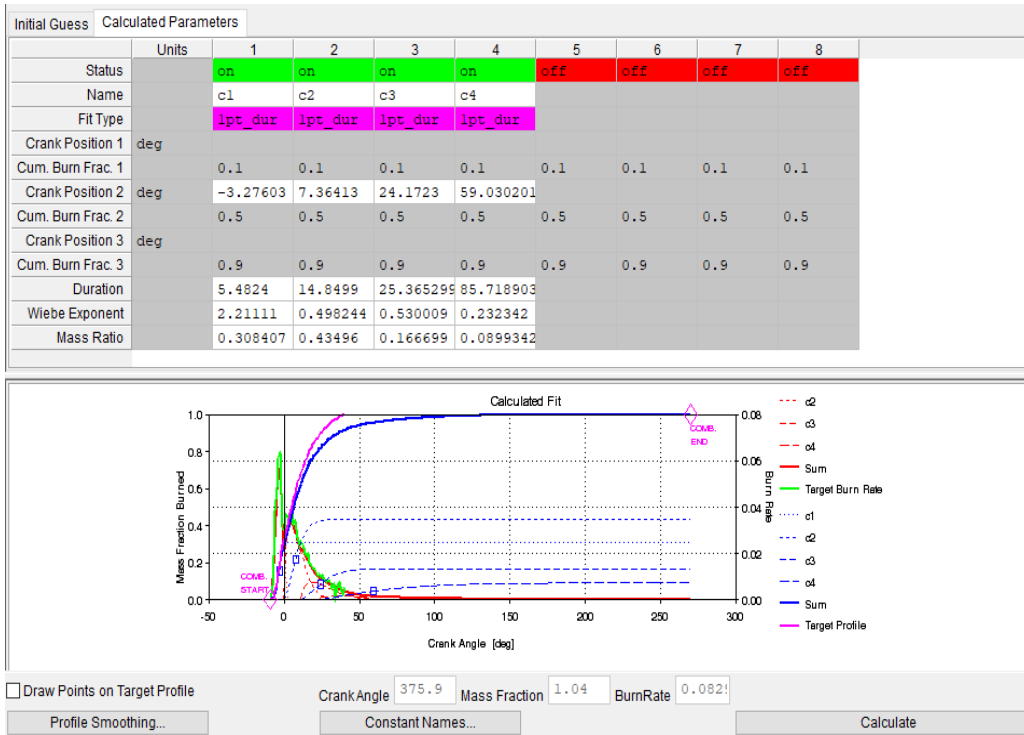 Initial Guess Calculated Parameters
Units 1 2 3 4 5 6 7 8
Status on on on on off off off off
Name c1 c2 c3 c4
Fit Type 1pt_dur 1pt_dur 1pt_dur 1pt_dur
Crank Position 1 deg
Cum. Burn Frac. 1 0.1 0.1 0.1 0.1 0.1 0.1 0.1 0.1
Crank Position 2 deg -3.27603 7.36413 24.1723 59.030201
Cum. Burn Frac. 2 0.5 0.5 0.5 0.5 0.5 0.5 0.5 0.5
Crank Position 3 deg
Cum. Burn Frac. 3 0.9 0.9 0.9 0.9 0.9 0.9 0.9 0.9
Duration 5.4824 14.8499 25.365299 85.718903
Wiebe Exponent 2.21111 0.498244 0.530009 0.232342
Mass Ratio 0.308407 0.43496 0.166699 0.0899342
Calculated Fit
1.0
0.8
0.6
0.4
0.2
0.0
Mass Fraction Burned
0.08
0.06
0.04
0.02
0.00
Burn Rate
COMB.
START
COMB.
END
-50 0 50 100 150 200 250 300
Crank Angle [deg]
c2
c3
c4
Sum
Target Burn Rate
c1
c2
c3
c4
Sum
Target Profile
Draw Points on Target Profile Crank Angle 375.9 Mass Fraction 1.04 BurnRate
Profile Smoothing... Constant Names... Calculate